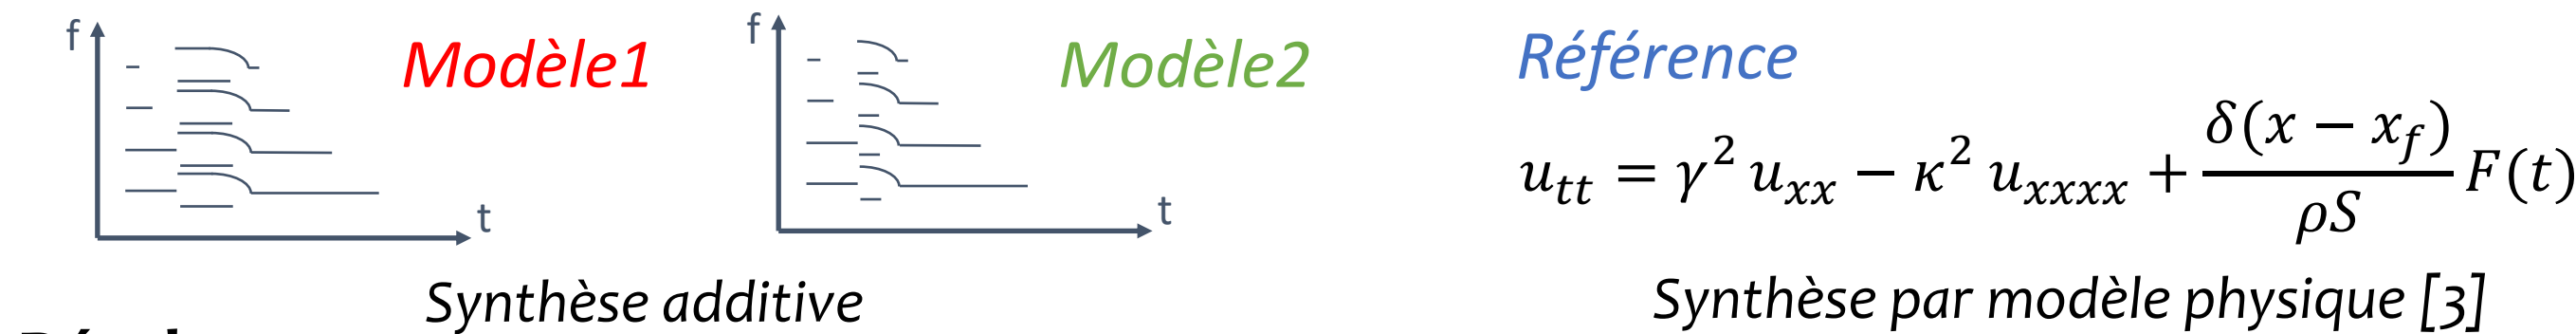 f
Modèle1
t
f
Modèle2
t
Synthèse additive
Référence
u_tt = γ² u_xx − κ² u_xxxx + δ(x − x_f)/ρS F(t)
Synthèse par modèle physique [3]